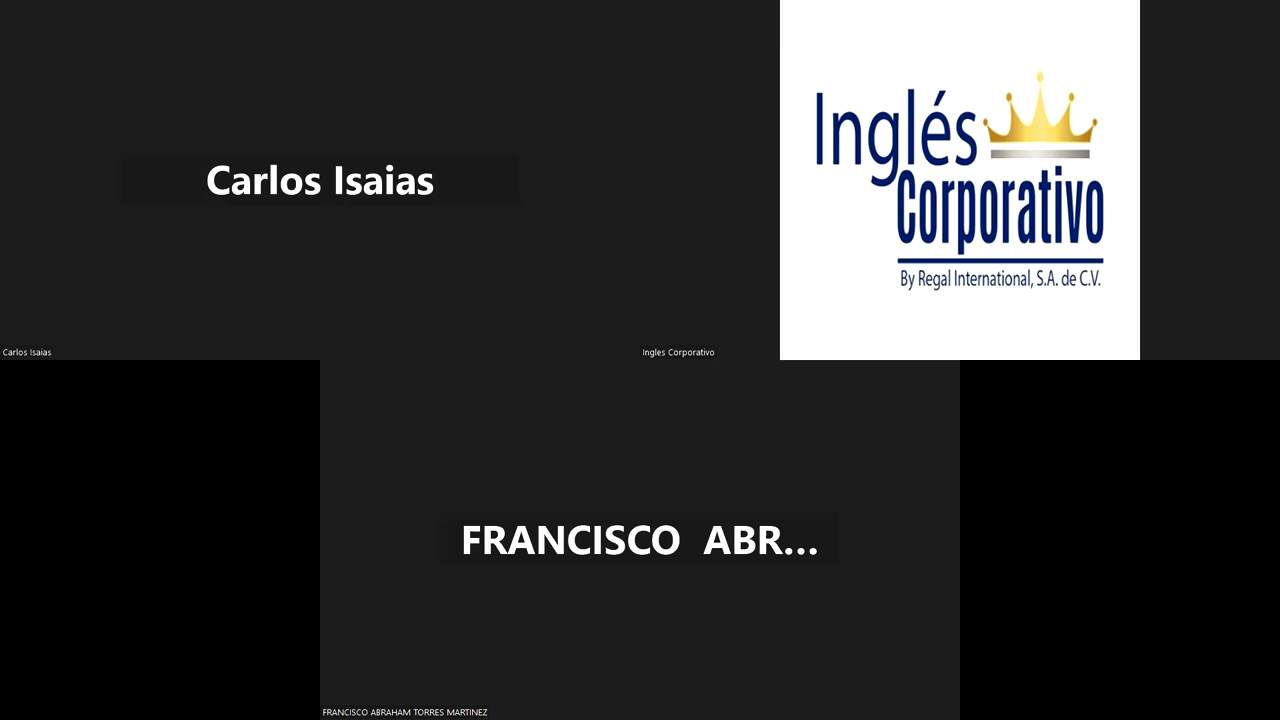 Carlos Isaias
Inglés
Corporativo
By Regal International, S.A. de C.V.
Carlos Isaias
Ingles Corporativo
FRANCISCO ABR...
FRANCISCO ABRAHAM TORRES MARTINEZ